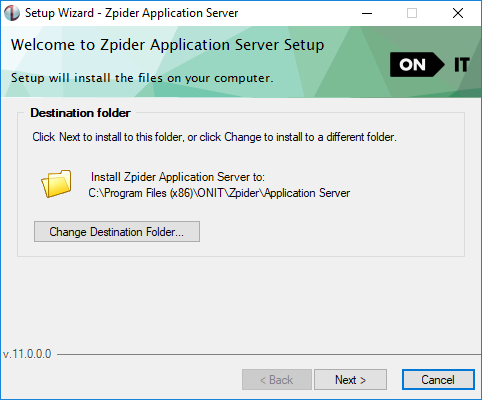 Setup Wizard - Zpider Application Server
Welcome to Zpider Application Server Setup
Setup will install the files on your computer.
ON IT
Destination folder
Click Next to install to this folder, or click Change to install to a different folder.
Install Zpider Application Server to:
C:\Program Files (x86)\ONIT\Zpider\Application Server
Change Destination Folder...
v.11.0.0.0
< Back Next > Cancel